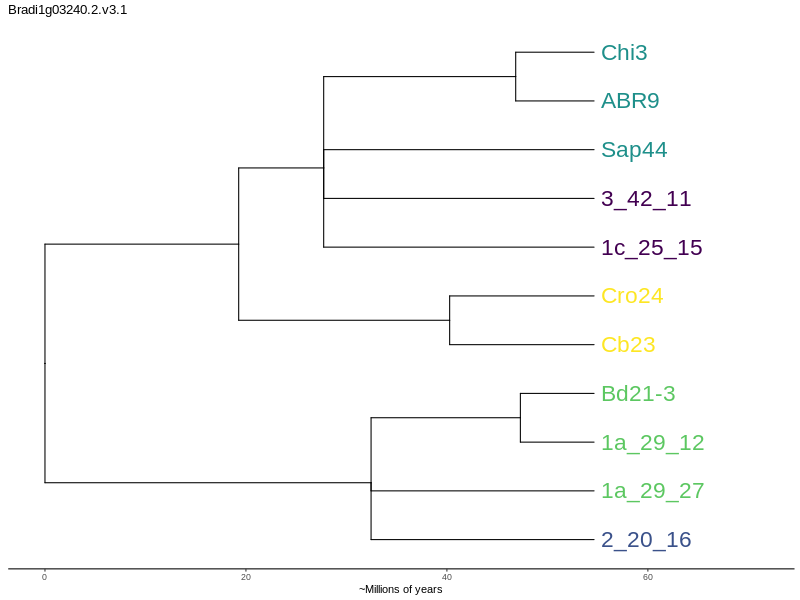 Bradi1g03240.2.v3.1
Chi3
ABR9
Sap44
3_42_11
1c_25_15
Cro24
Cb23
Bd21-3
1a_29_12
1a_29_27
2_20_16
0 20 40 60
~Millions of years